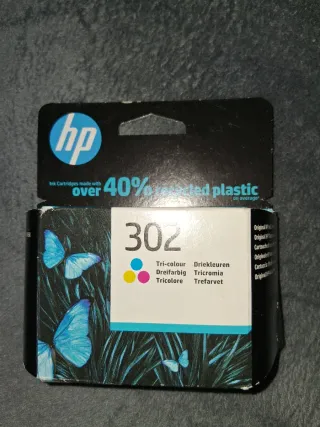 hp
Ink Cartridges made with
over 40% recycled plastic
on average*
302
Tri-colour Driekleuren
Dreifarbig Tricromia
Tricolore Trefarvet